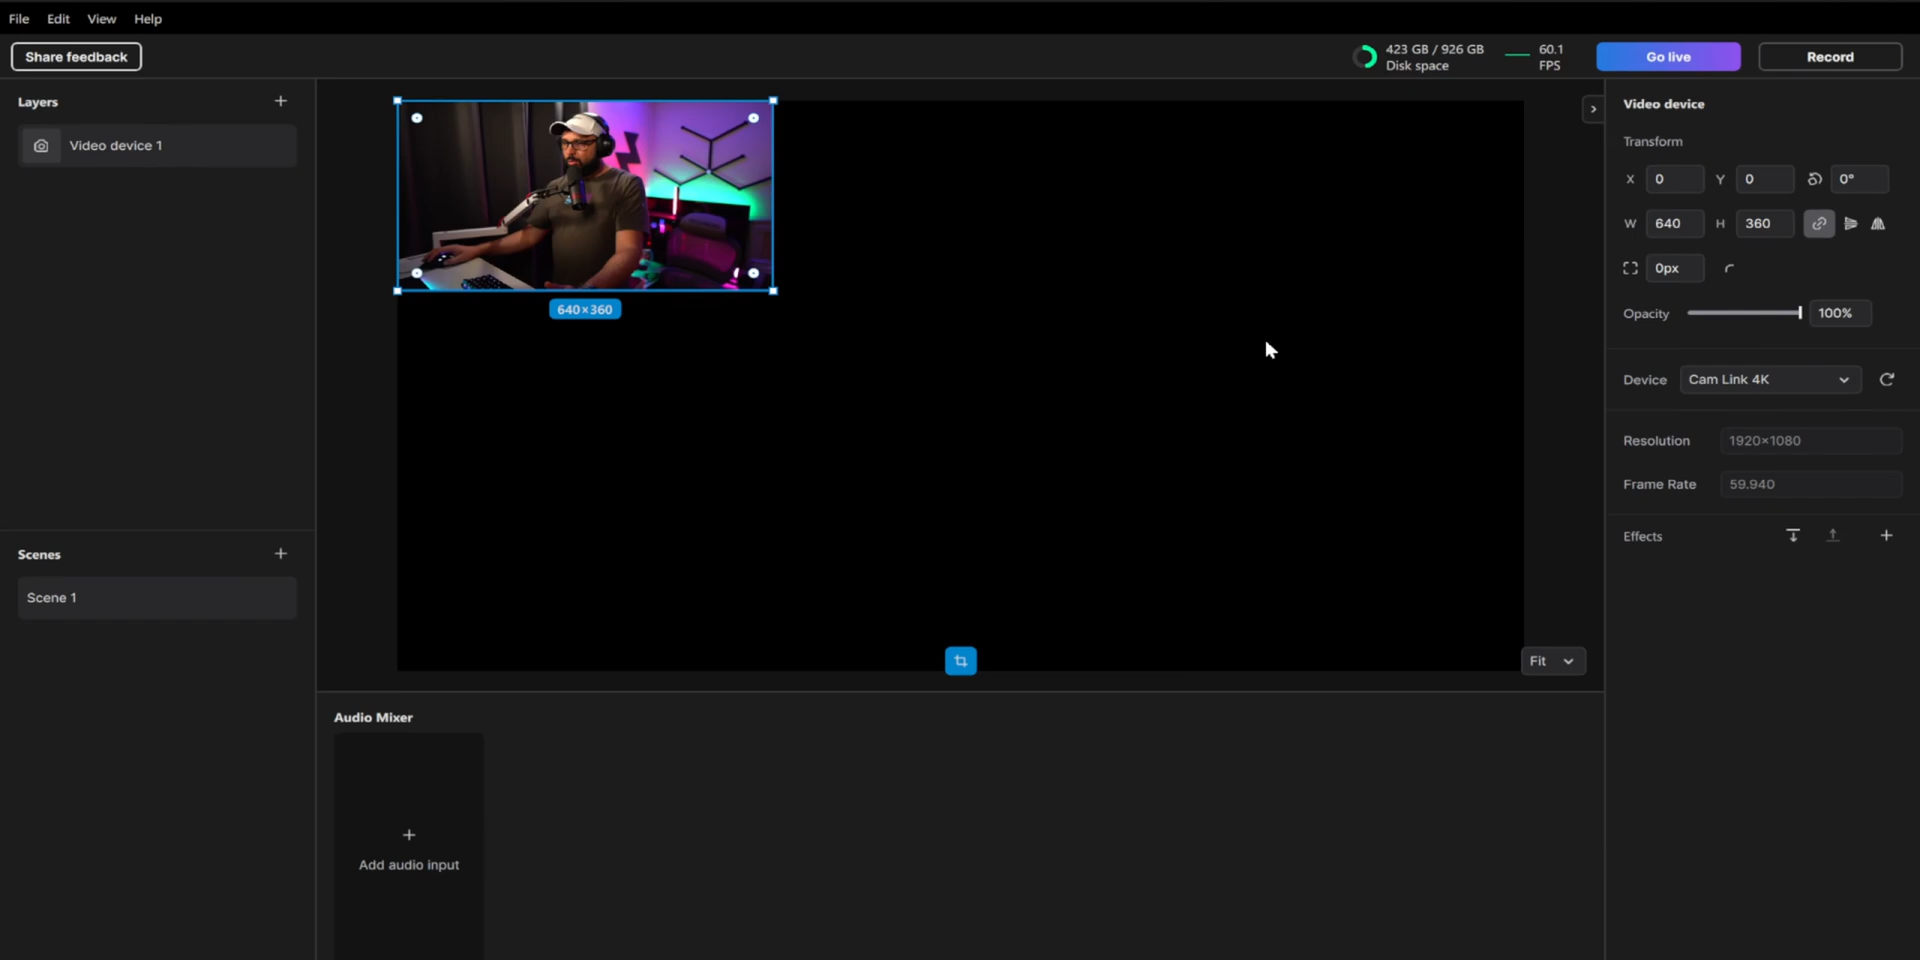 File Edit View Help
Share feedback
423 GB / 926 GB
Disk space
60.1
FPS
Go live
Record
Layers
Video device 1
Scenes
Scene 1
640×360
Fit
Audio Mixer
Add audio input
Video device
Transform
X 0 Y 0 0°
W 640 H 360
0px
Opacity 100%
Device Cam Link 4K
Resolution 1920×1080
Frame Rate 59.940
Effects